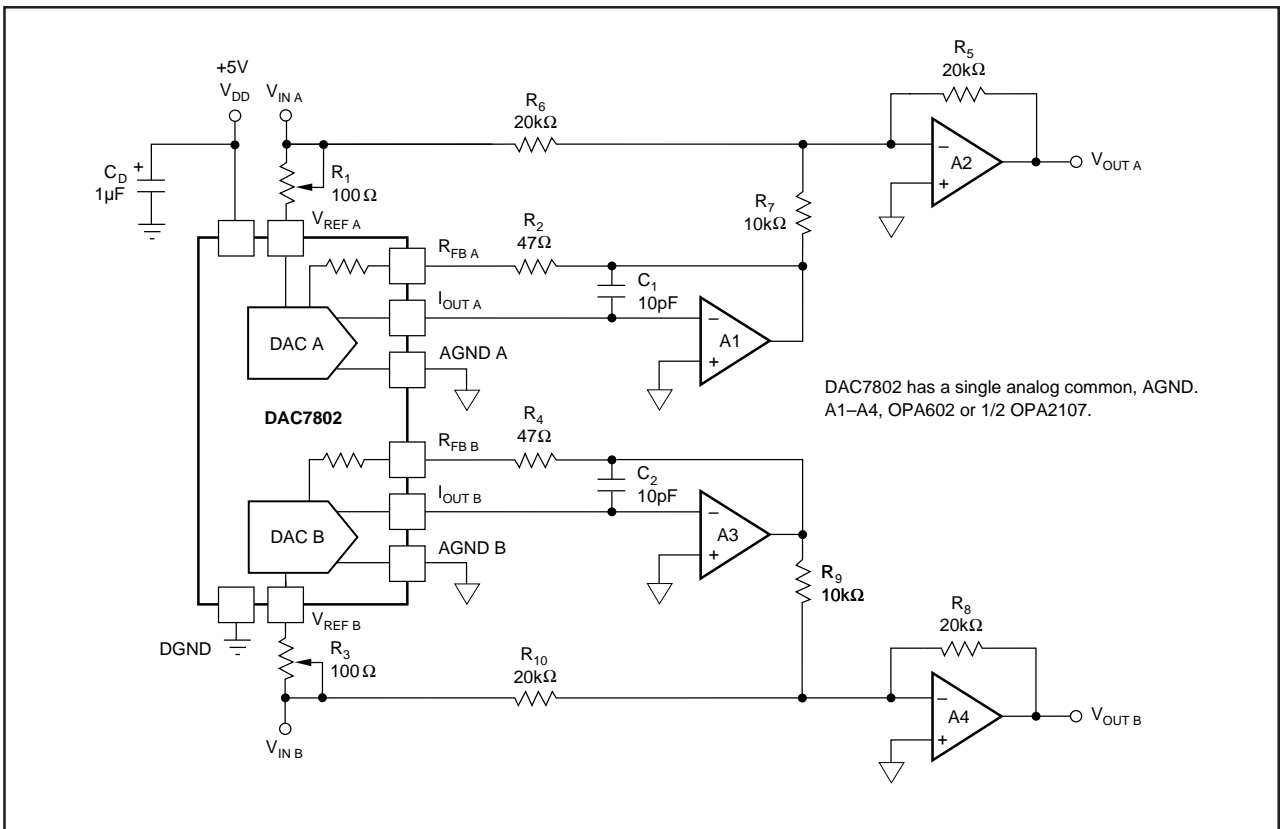 +5V
V_DD
V_IN A
C_D +
1µF
R_1
100Ω
V_REF A
R_6
20kΩ
R_5
20kΩ
−
+
A2
V_OUT A
R_7
10kΩ
R_FB A
R_2
47Ω
C_1
10pF
I_OUT A
−
+
A1
DAC A
AGND A
DAC7802 has a single analog common, AGND.
A1–A4, OPA602 or 1/2 OPA2107.
DAC7802
R_FB B
R_4
47Ω
C_2
10pF
I_OUT B
−
+
A3
DAC B
AGND B
R_9
10kΩ
V_REF B
DGND
R_3
100Ω
R_10
20kΩ
R_8
20kΩ
−
+
A4
V_OUT B
V_IN B